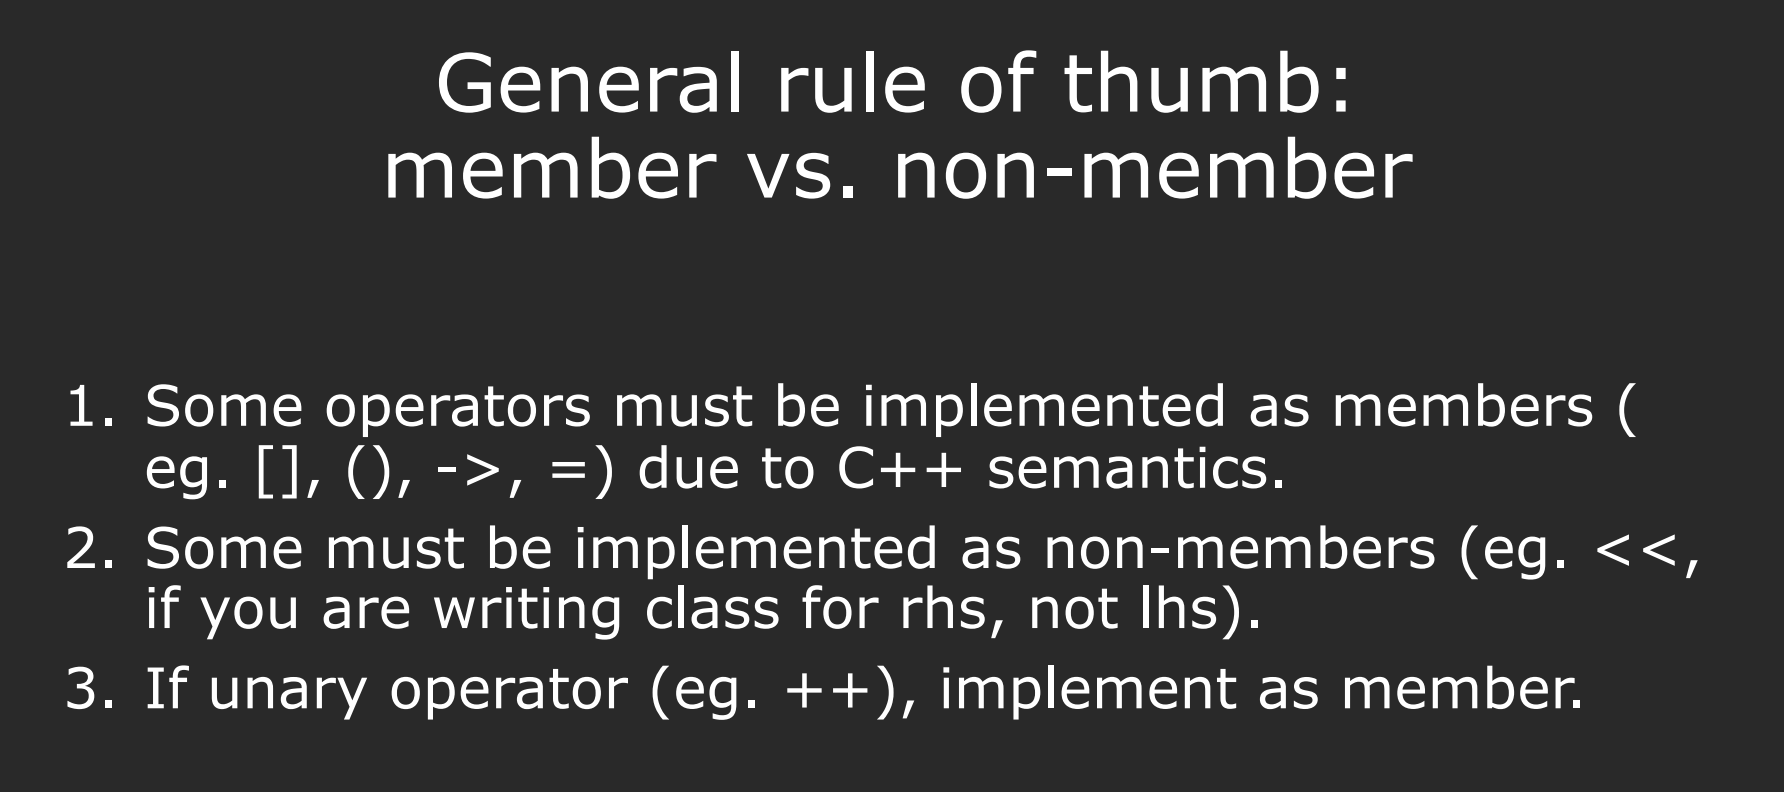 General rule of thumb:
member vs. non-member
1. Some operators must be implemented as members (
eg. [], (), ->, =) due to C++ semantics.
2. Some must be implemented as non-members (eg. <<,
if you are writing class for rhs, not lhs).
3. If unary operator (eg. ++), implement as member.